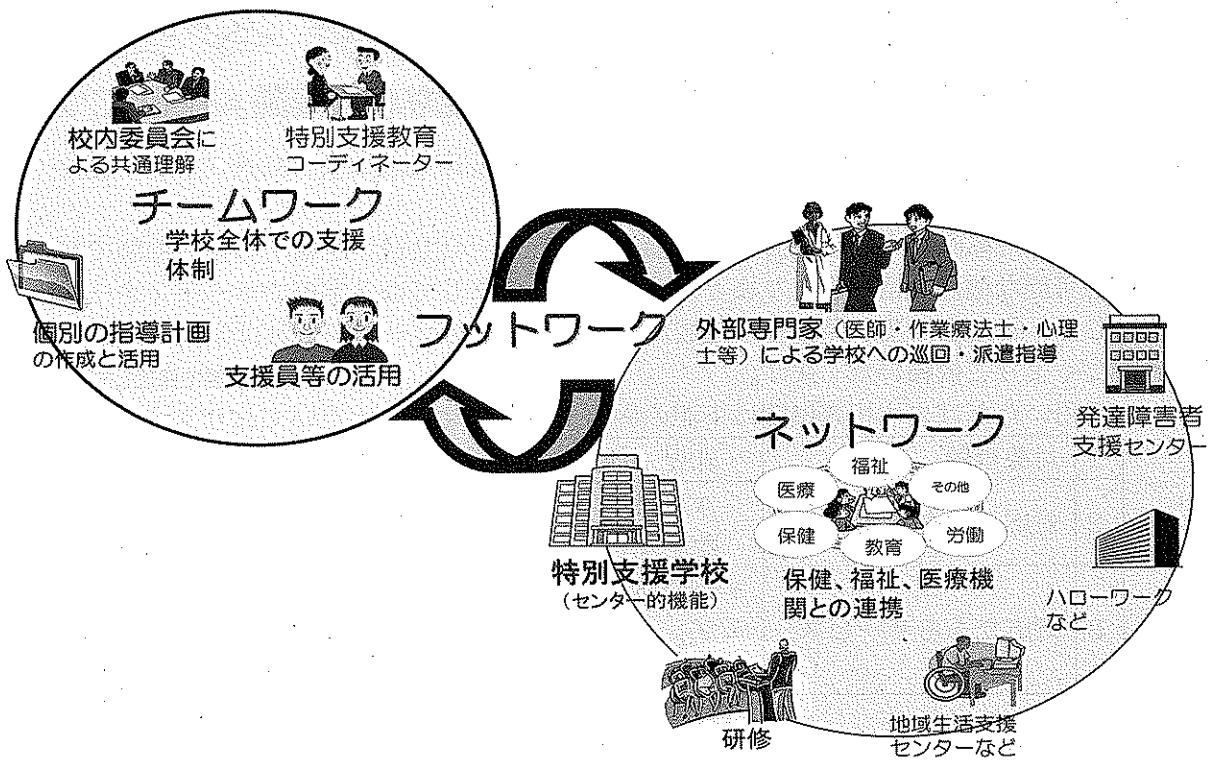 校内委員会に
よる共通理解
特別支援教育
コーディネーター
チームワーク
学校全体での支援
体制
個別の指導計画
の作成と活用
支援員等の活用
フットワーク
外部専門家（医師・作業療法士・心理
士等）による学校への巡回・派遣指導
発達障害者
支援センター
ネットワーク
福祉
医療
その他
保健
教育
労働
保健、福祉、医療機
関との連携
特別支援学校
（センター的機能）
ハローワーク
など
研修
地域生活支援
センターなど